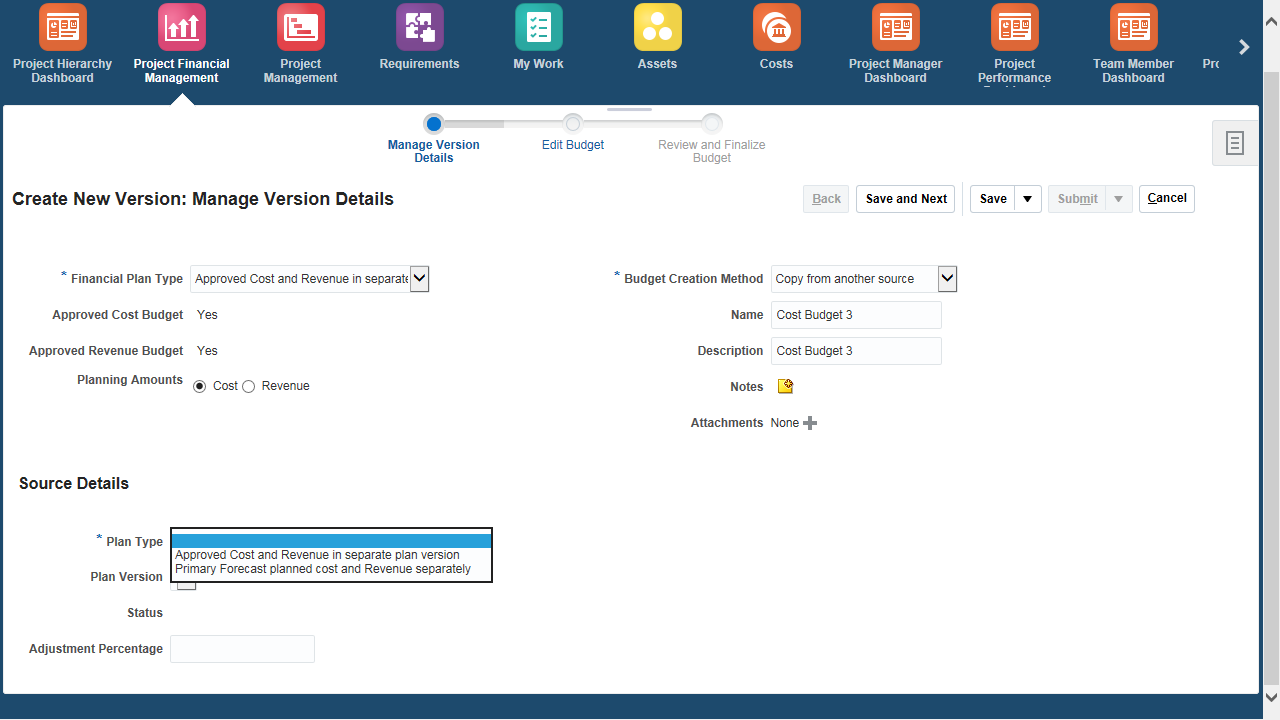 Project Hierarchy Dashboard
Project Financial Management
Project Management
Requirements
My Work
Assets
Costs
Project Manager Dashboard
Project Performance
Team Member Dashboard
Manage Version Details
Edit Budget
Review and Finalize Budget
Create New Version: Manage Version Details
Back
Save and Next
Save
Submit
Cancel
* Financial Plan Type
Approved Cost and Revenue in separate
Approved Cost Budget Yes
Approved Revenue Budget Yes
Planning Amounts
Cost
Revenue
* Budget Creation Method
Copy from another source
Name Cost Budget 3
Description Cost Budget 3
Notes
Attachments None
Source Details
* Plan Type
Approved Cost and Revenue in separate plan version
Primary Forecast planned cost and Revenue separately
Plan Version
Status
Adjustment Percentage